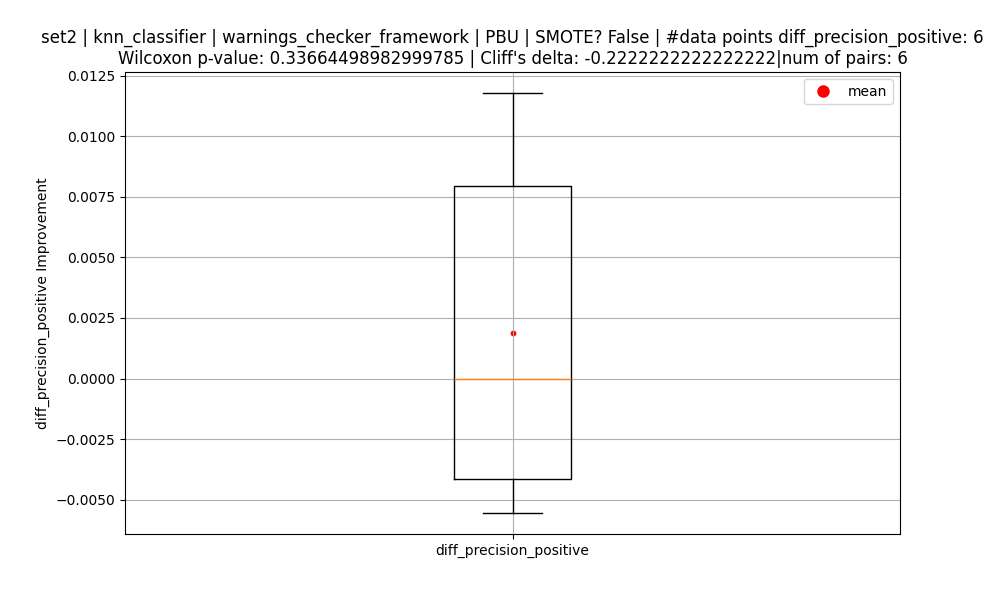 set2 | knn_classifier | warnings_checker_framework | PBU | SMOTE? False | #data points diff_precision_positive: 6
Wilcoxon p-value: 0.33664498982999785 | Cliff's delta: -0.2222222222222222|num of pairs: 6
mean
0.0125
0.0100
0.0075
0.0050
0.0025
0.0000
−0.0025
−0.0050
diff_precision_positive Improvement
diff_precision_positive